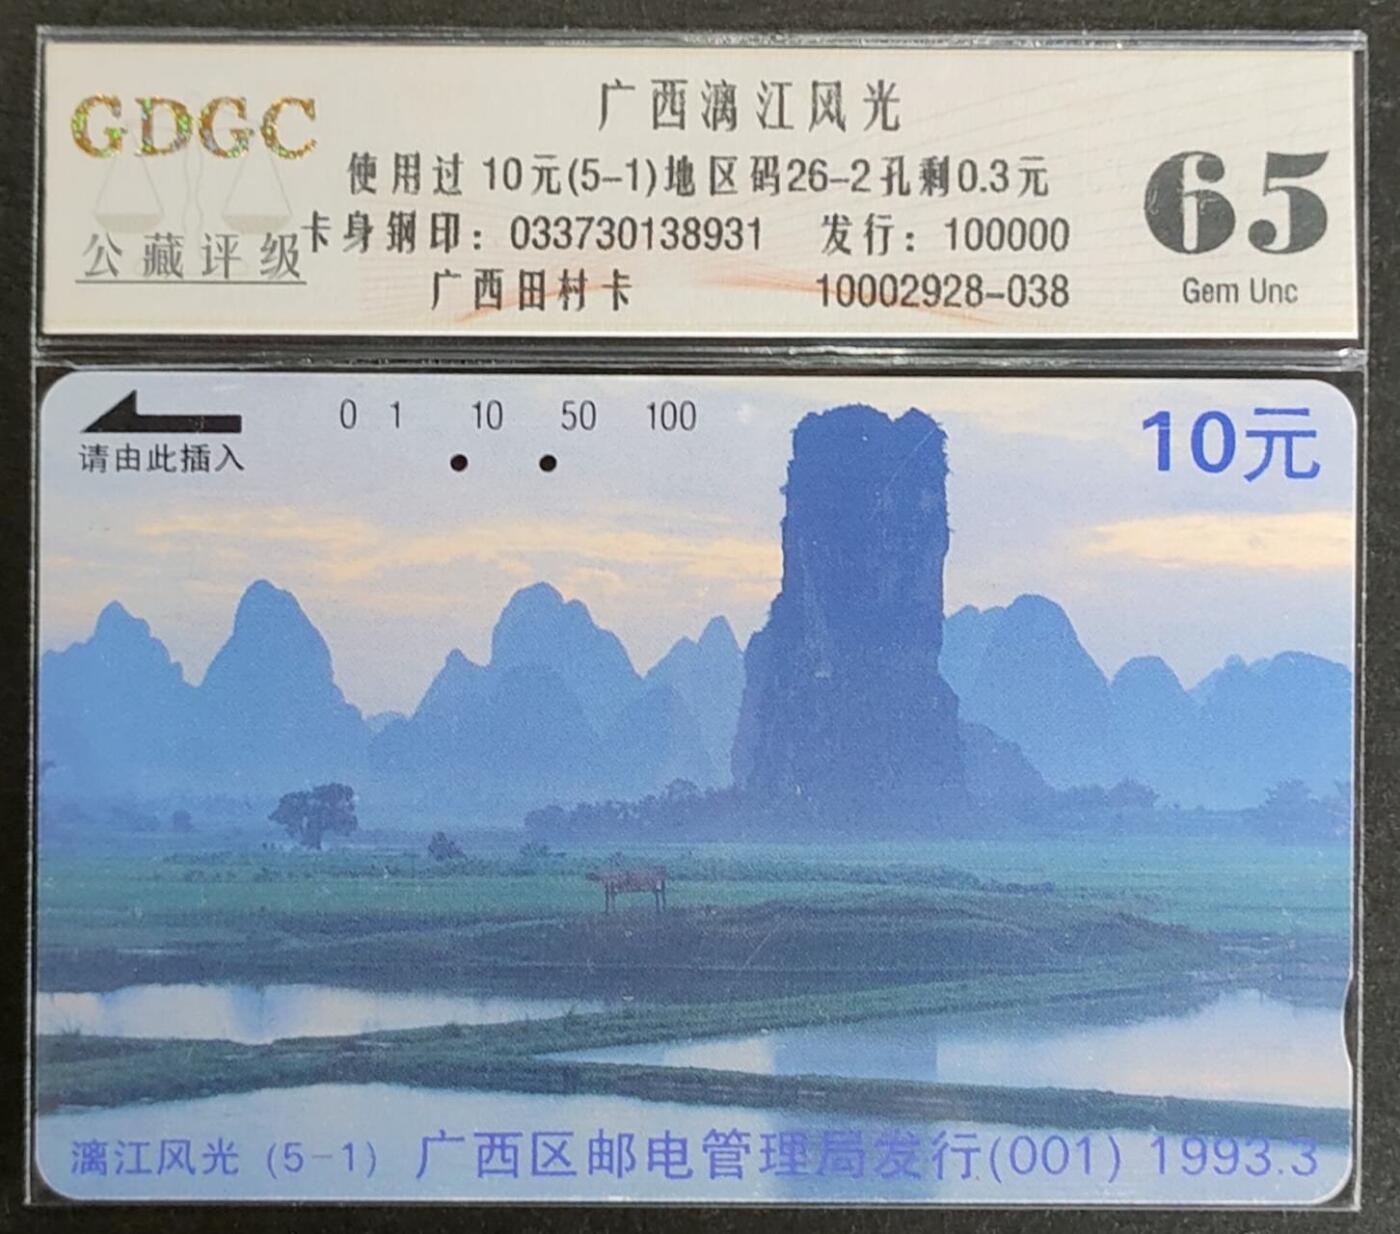 GDGC
公藏评级
广西漓江风光
使用过 10元(5-1)地区码26-2孔剩0.3元
卡身钢印：033730138931 发行：100000
广西田村卡 10002928-038
65
Gem Unc
请由此插入
0 1 10 50 100
10元
漓江风光 (5-1) 广西区邮电管理局发行(001) 1993.3